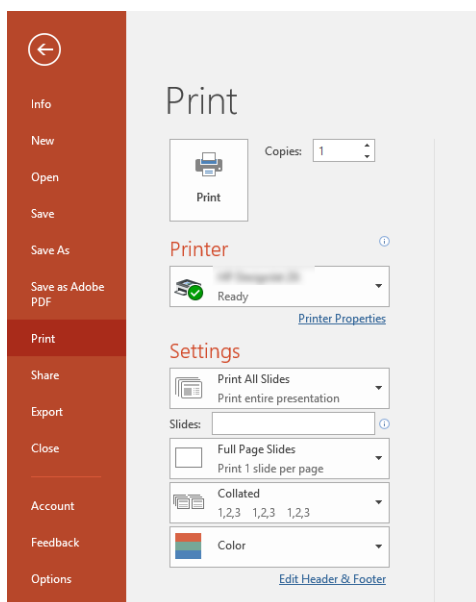 Info
New
Open
Save
Save As
Save as Adobe
PDF
Print
Share
Export
Close
Account
Feedback
Options
Print
Copies: 1
Print
Printer
Ready
Printer Properties
Settings
Print All Slides
Print entire presentation
Slides:
Full Page Slides
Print 1 slide per page
Collated
1,2,3 1,2,3 1,2,3
Color
Edit Header & Footer